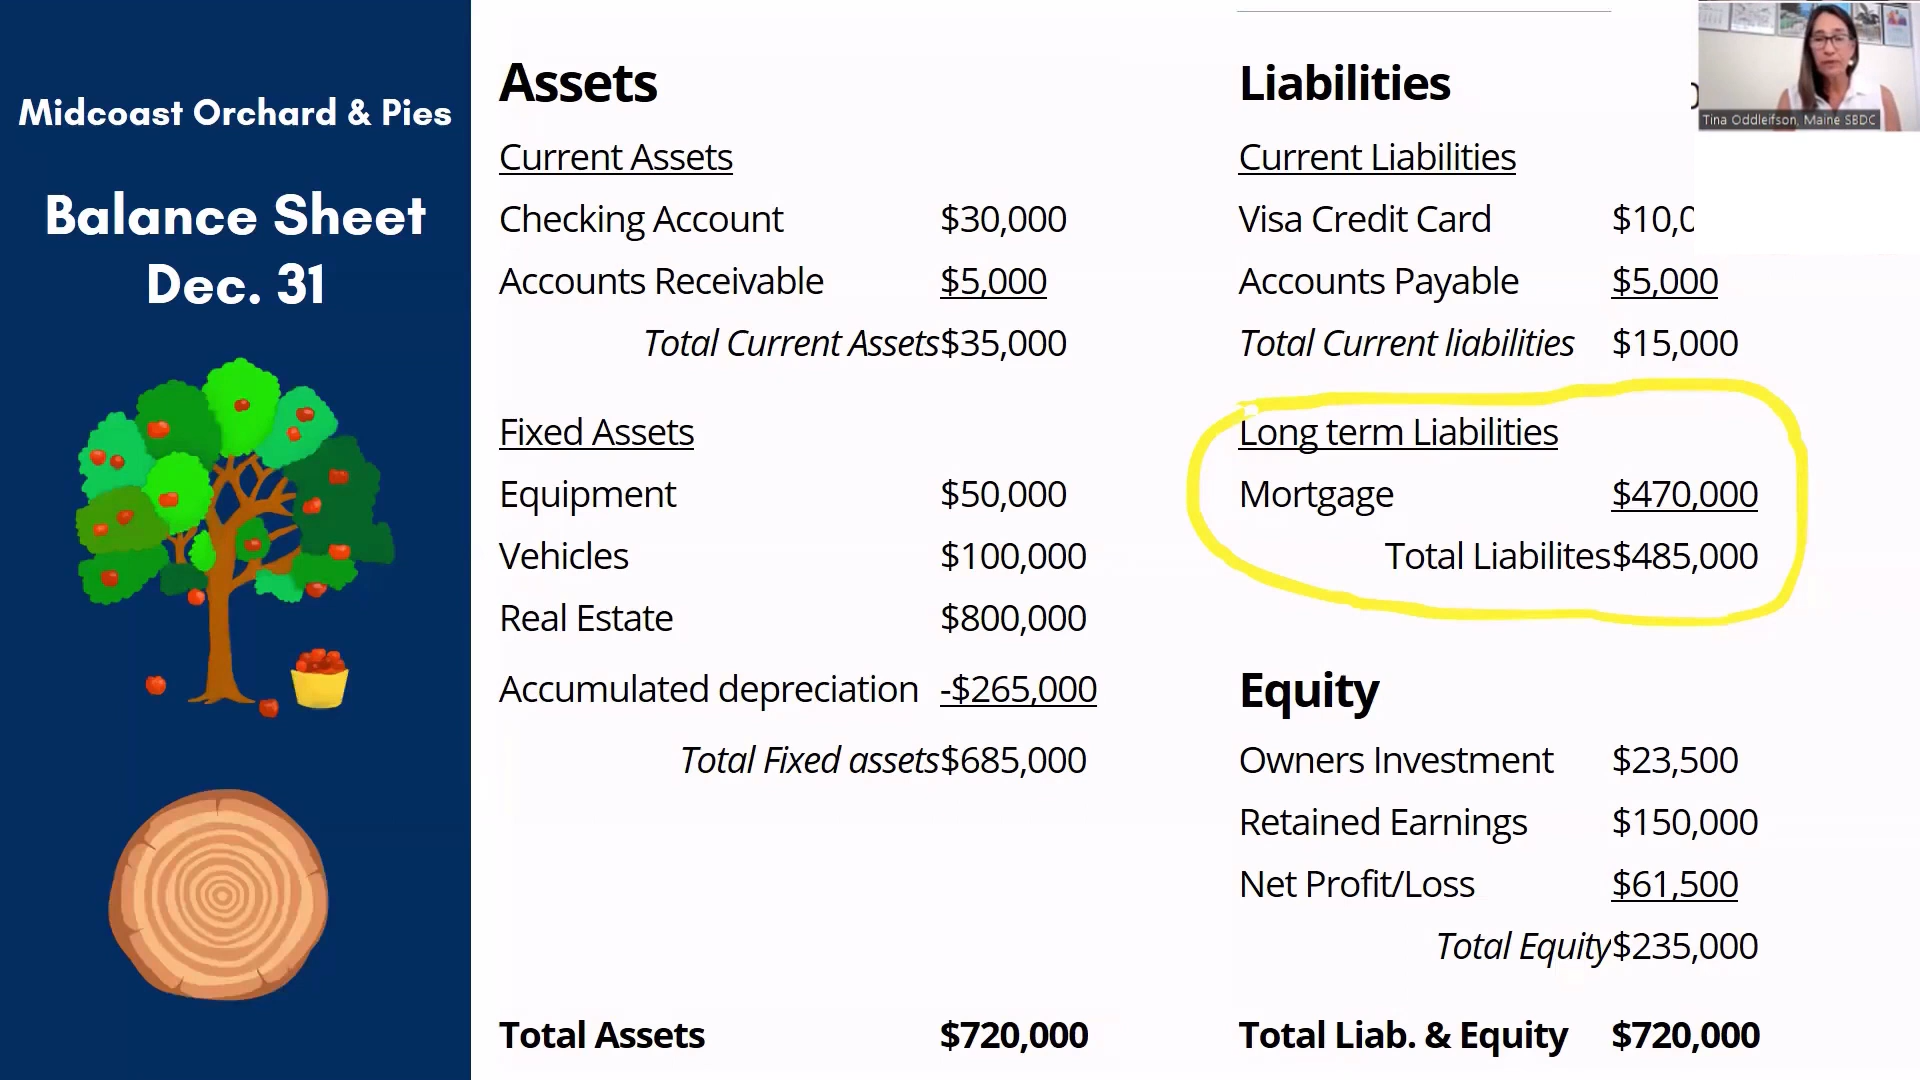 Midcoast Orchard & Pies
Balance Sheet
Dec. 31
Assets
Current Assets
Checking Account $30,000
Accounts Receivable $5,000
Total Current Assets $35,000
Fixed Assets
Equipment $50,000
Vehicles $100,000
Real Estate $800,000
Accumulated depreciation -$265,000
Total Fixed assets $685,000
Total Assets $720,000
Liabilities
Current Liabilities
Visa Credit Card $10,0
Accounts Payable $5,000
Total Current liabilities $15,000
Long term Liabilities
Mortgage $470,000
Total Liabilites $485,000
Equity
Owners Investment $23,500
Retained Earnings $150,000
Net Profit/Loss $61,500
Total Equity $235,000
Total Liab. & Equity $720,000
Tina Oddleifson, Maine SBDC